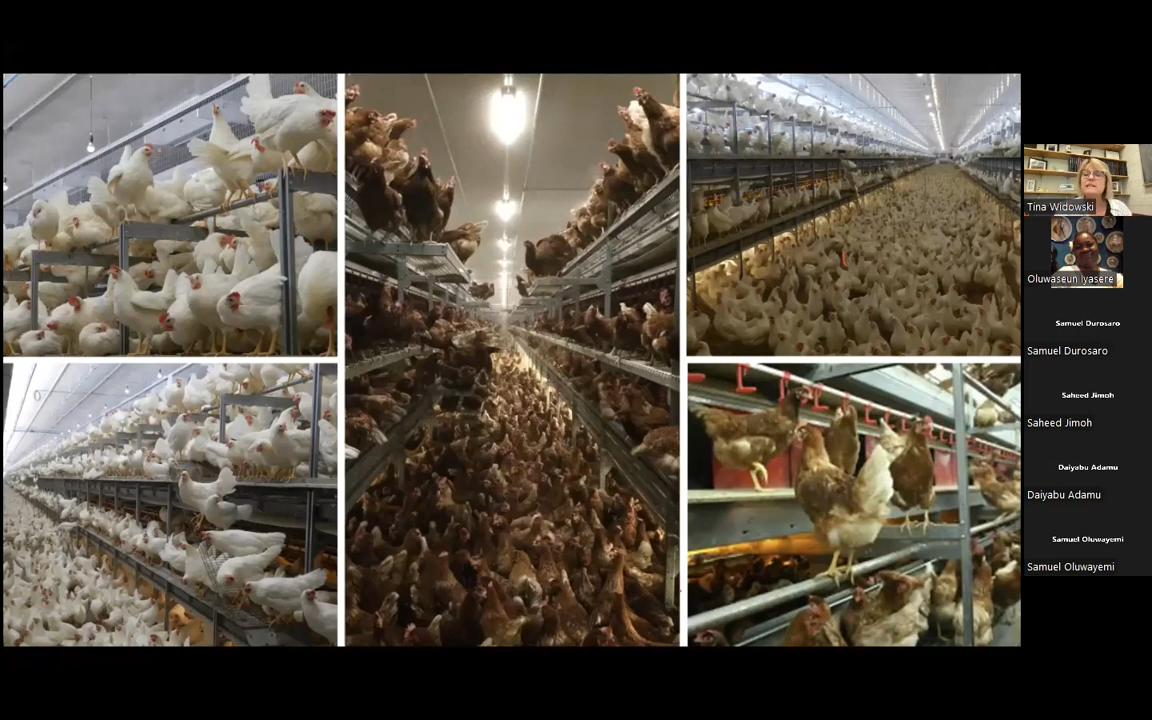 Tina Widowski
Oluwaseun Iyasere
Samuel Durosaro
Samuel Durosaro
Saheed Jimoh
Saheed Jimoh
Daiyabu Adamu
Daiyabu Adamu
Samuel Oluwayemi
Samuel Oluwayemi